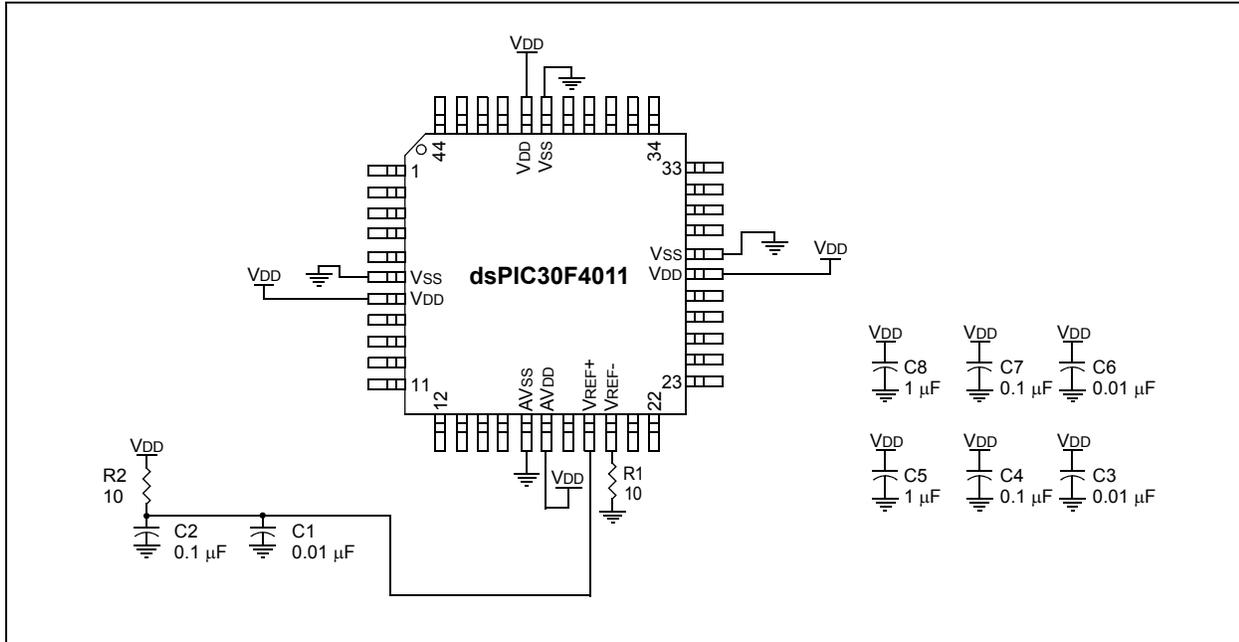 VDD
44
VDD
VSS
34
1
33
VSS
VDD
dsPIC30F4011
VDD
VSS
VDD
VDD
11
23
12
AVSS
AVDD
VREF+
VREF-
22
VDD
R2
10
C2
0.1 µF
C1
0.01 µF
VDD
R1
10
VDD
C8
1 µF
VDD
C7
0.1 µF
VDD
C6
0.01 µF
VDD
C5
1 µF
VDD
C4
0.1 µF
VDD
C3
0.01 µF